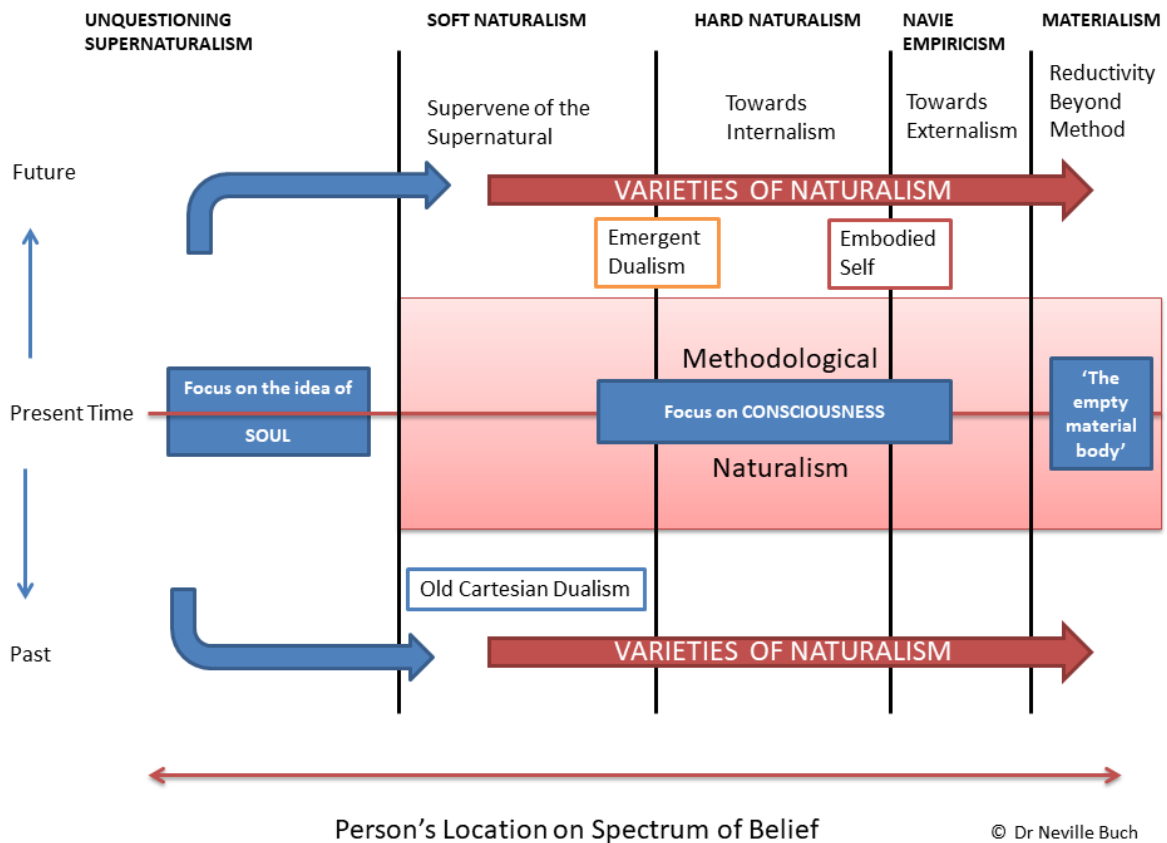 UNQUESTIONING
SUPERNATURALISM
SOFT NATURALISM
HARD NATURALISM
NAVIE
EMPIRICISM
MATERIALISM
Supervene of the
Supernatural
Towards
Internalism
Towards
Externalism
Reductivity
Beyond
Method
Future
VARIETIES OF NATURALISM
Emergent
Dualism
Embodied
Self
Methodological
Present Time
Focus on the idea of
SOUL
Focus on CONSCIOUSNESS
‘The
empty
material
body’
Naturalism
Old Cartesian Dualism
Past
VARIETIES OF NATURALISM
Person’s Location on Spectrum of Belief
© Dr Neville Buch